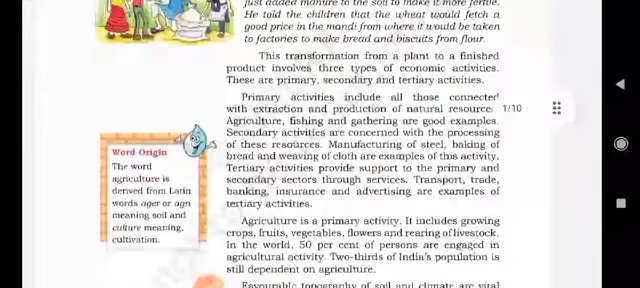 just added manure to the soil to make it more fertile.
He told the children that the wheat would fetch a
good price in the mandi from where it would be taken
to factories to make bread and biscuits from flour.
This transformation from a plant to a finished
product involves three types of economic activities.
These are primary, secondary and tertiary activities.
Primary activities include all those connected
with extraction and production of natural resource
Agriculture, fishing and gathering are good examples.
Secondary activities are concerned with the processing
of these resources. Manufacturing of steel, baking of
bread and weaving of cloth are examples of this activity.
Tertiary activities provide support to the primary and
secondary sectors through services. Transport, trade,
banking, insurance and advertising are examples of
tertiary activities.
1/10
Word Origin
The word
agriculture is
derived from Latin
words ager or agri
meaning soil and
culture meaning,
cultivation.
Agriculture is a primary activity. It includes growing
crops, fruits, vegetables, flowers and rearing of livestock.
In the world, 50 per cent of persons are engaged in
agricultural activity. Two-thirds of India's population is
still dependent on agriculture.
Favourable topography of soil and climate are vital